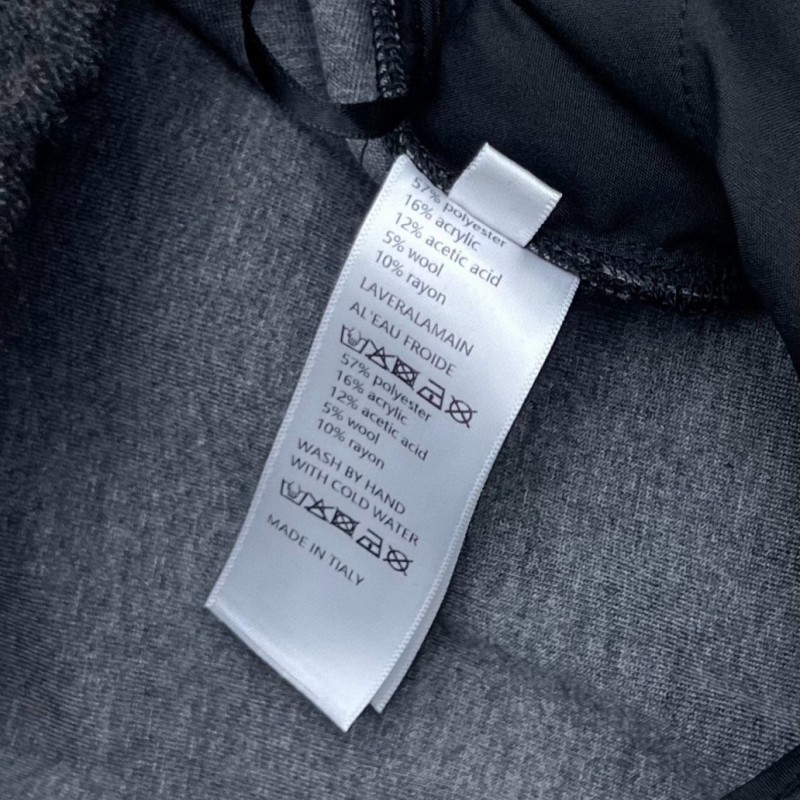 57% polyester
16% acrylic
12% acetic acid
5% wool
10% rayon
LAVERALAMAIN
AL'EAU FROIDE
57% polyester
16% acrylic
12% acetic acid
5% wool
10% rayon
WASH BY HAND
WITH COLD WATER
MADE IN TIALY